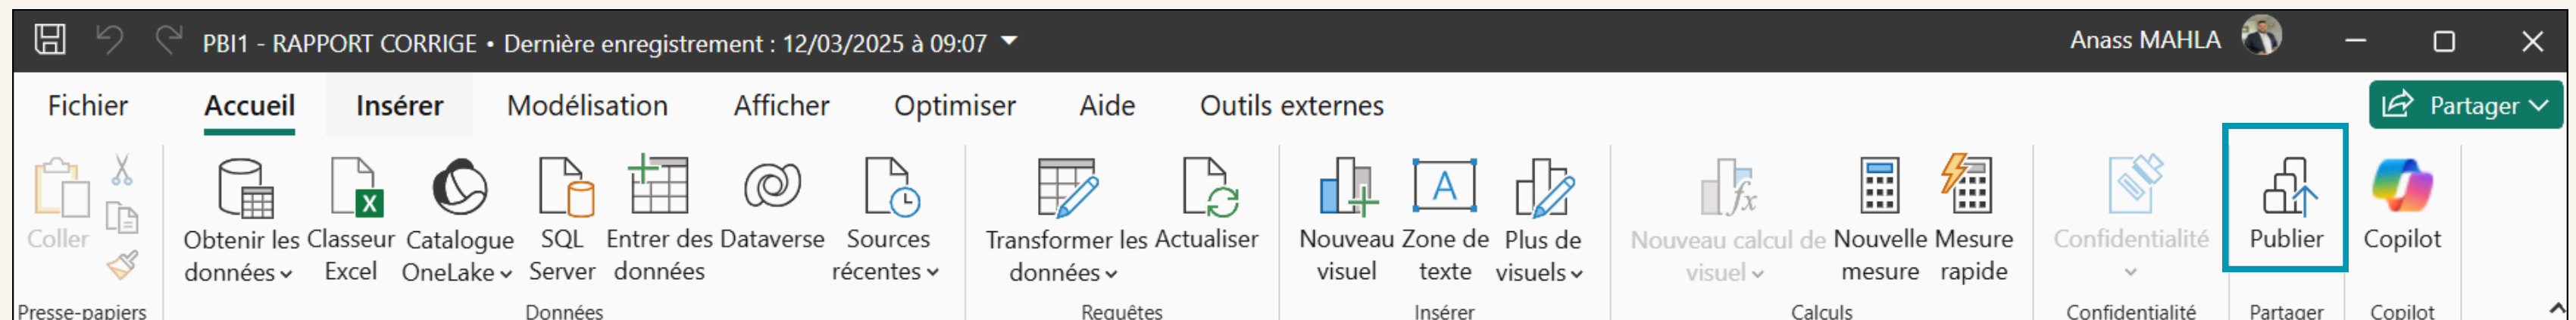 PBI1 - RAPPORT CORRIGE • Dernière enregistrement : 12/03/2025 à 09:07
Anass MAHLA
Fichier Accueil Insérer Modélisation Afficher Optimiser Aide Outils externes
Partager
Coller
Obtenir les données
Classeur Excel
Catalogue OneLake
SQL Server
Entrer des données
Dataverse
Sources récentes
Transformer les données
Actualiser
Nouveau visuel
Zone de texte
Plus de visuels
Nouveau calcul de visuel
Nouvelle mesure
Mesure rapide
Confidentialité
Publier
Copilot
Presse-papiers
Données
Requêtes
Insérer
Calculs
Confidentialité
Partager
Copilot